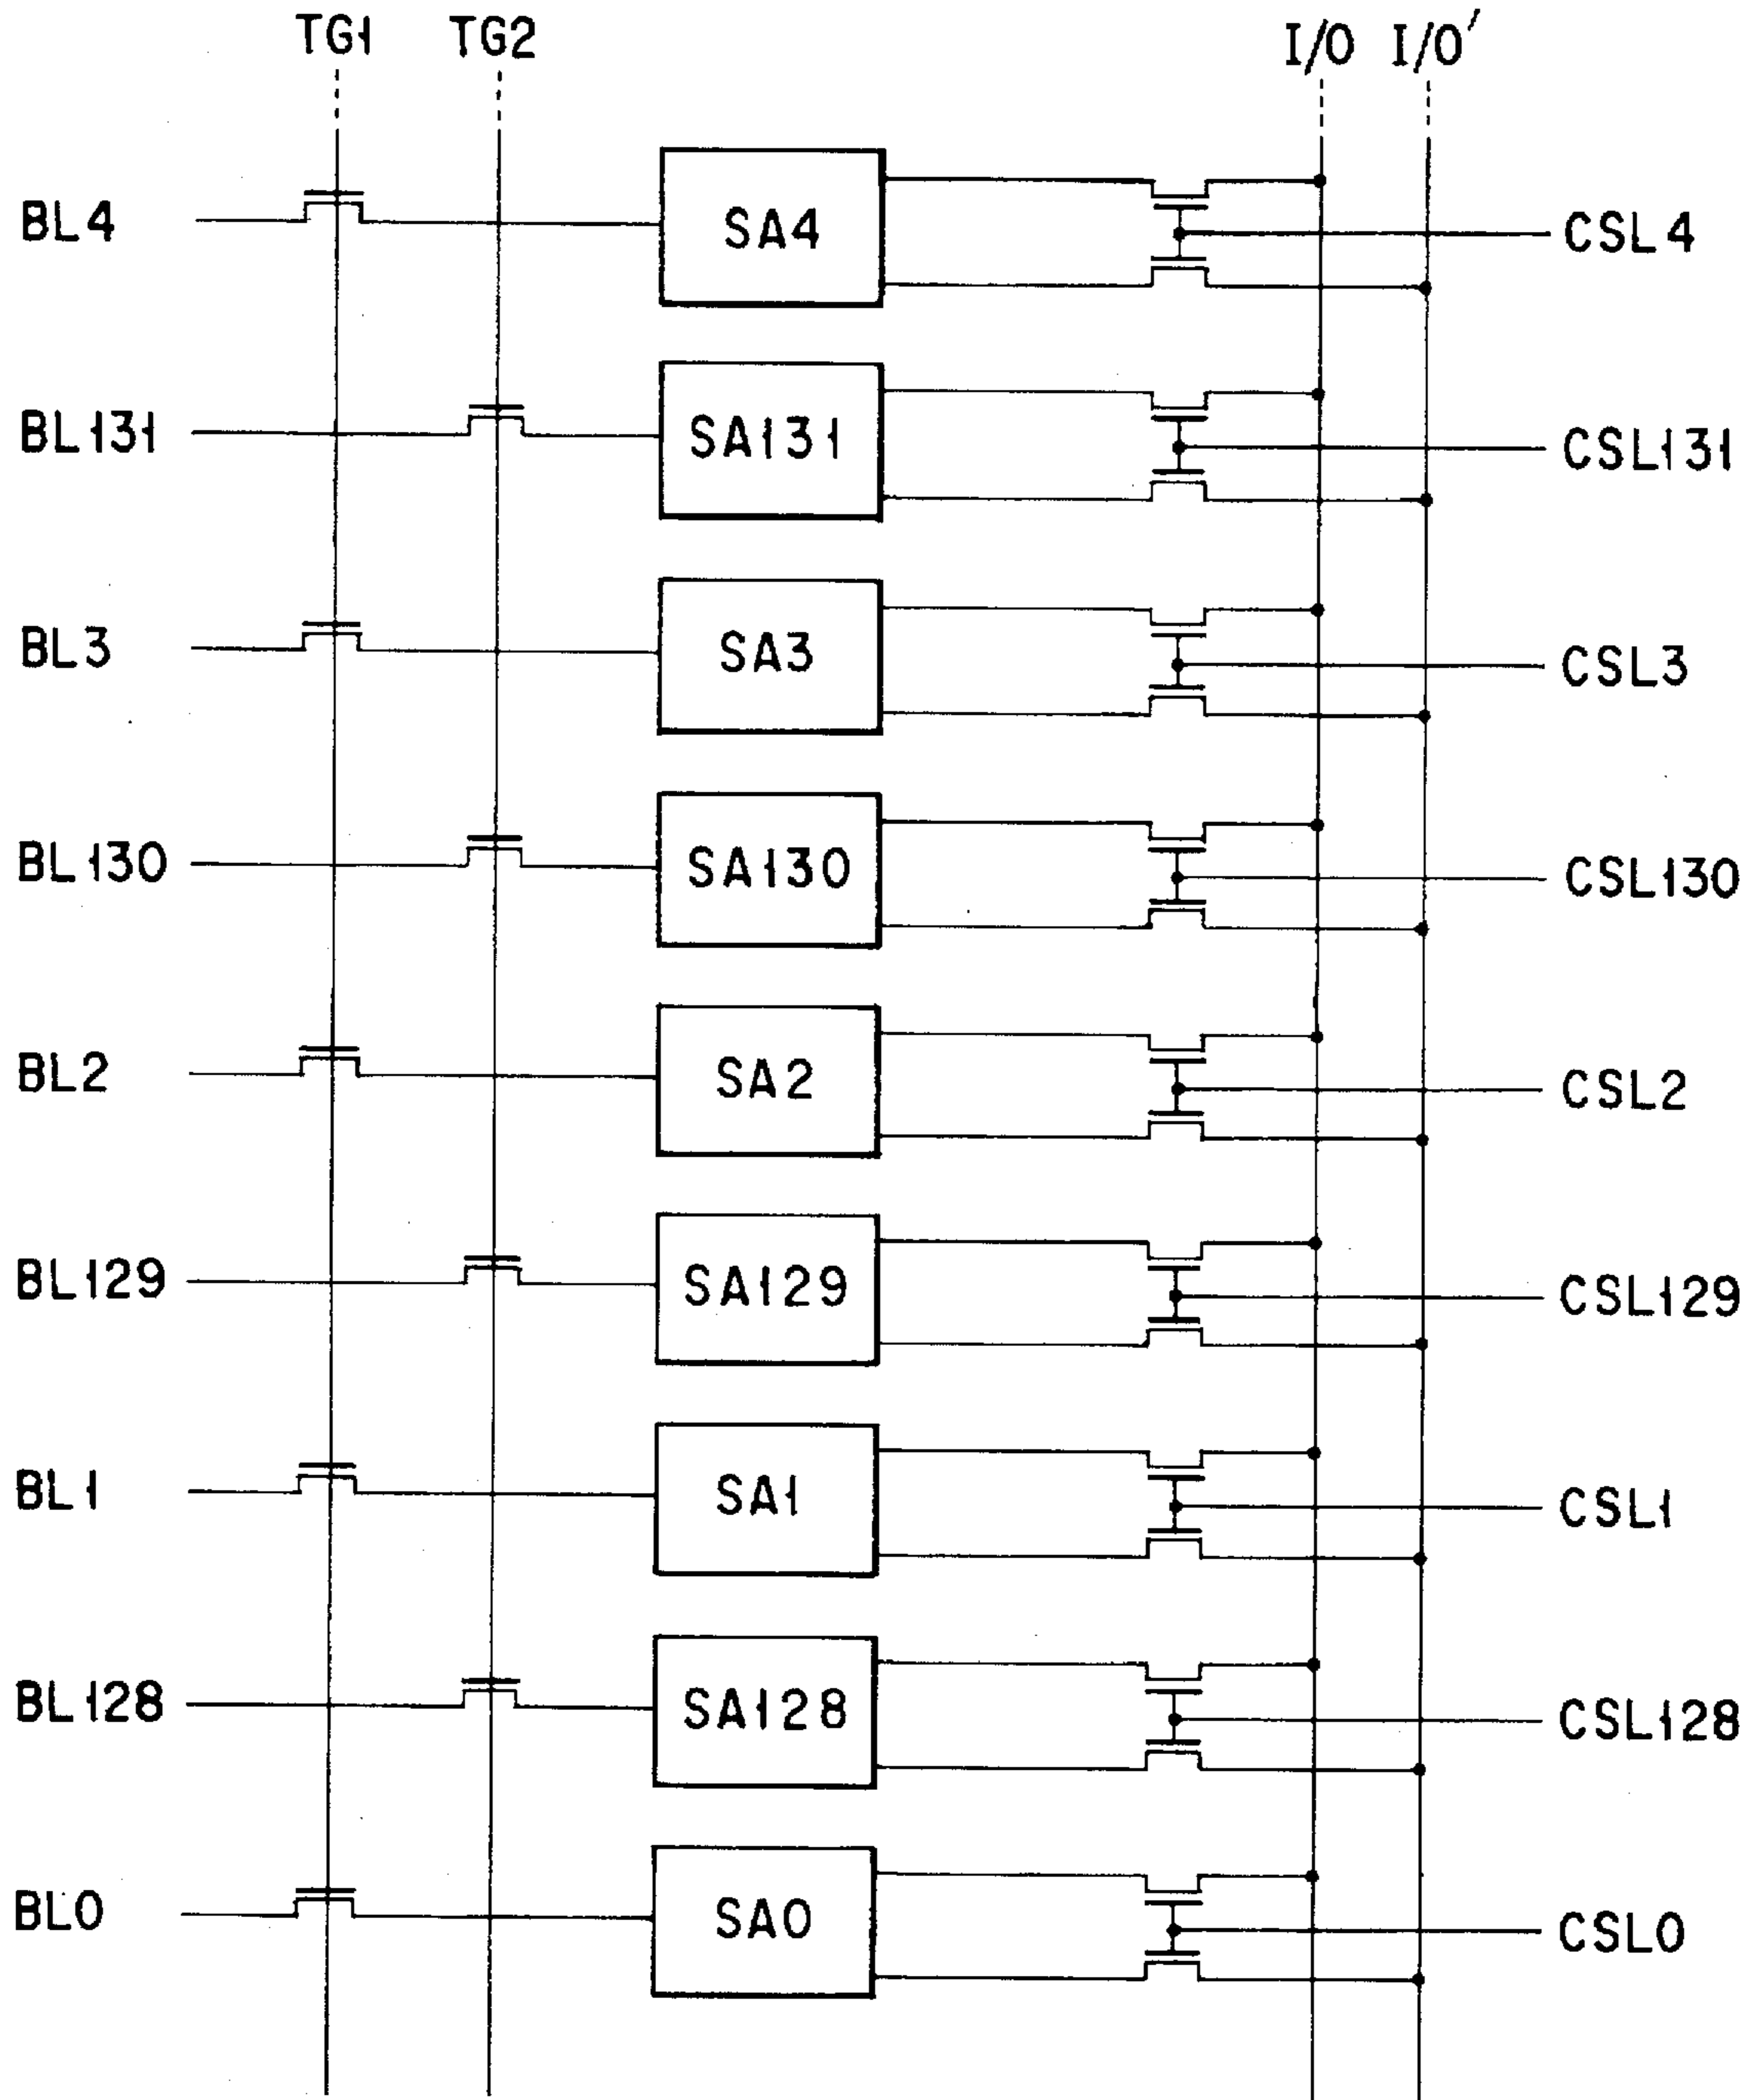 TG1 TG2 I/O I/O'
BL4 SA4 CSL4
BL131 SA131 CSL131
BL3 SA3 CSL3
BL130 SA130 CSL130
BL2 SA2 CSL2
BL129 SA129 CSL129
BL1 SA1 CSL1
BL128 SA128 CSL128
BL0 SA0 CSL0